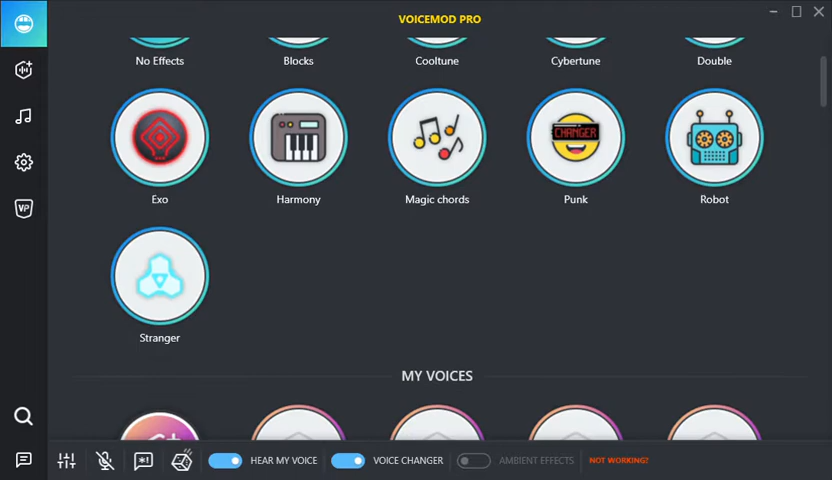 VOICEMOD PRO
No Effects Blocks Cooltune Cybertune Double
CHANGER
Exo Harmony Magic chords Punk Robot
Stranger
MY VOICES
VP
*!
HEAR MY VOICE VOICE CHANGER AMBIENT EFFECTS NOT WORKING?